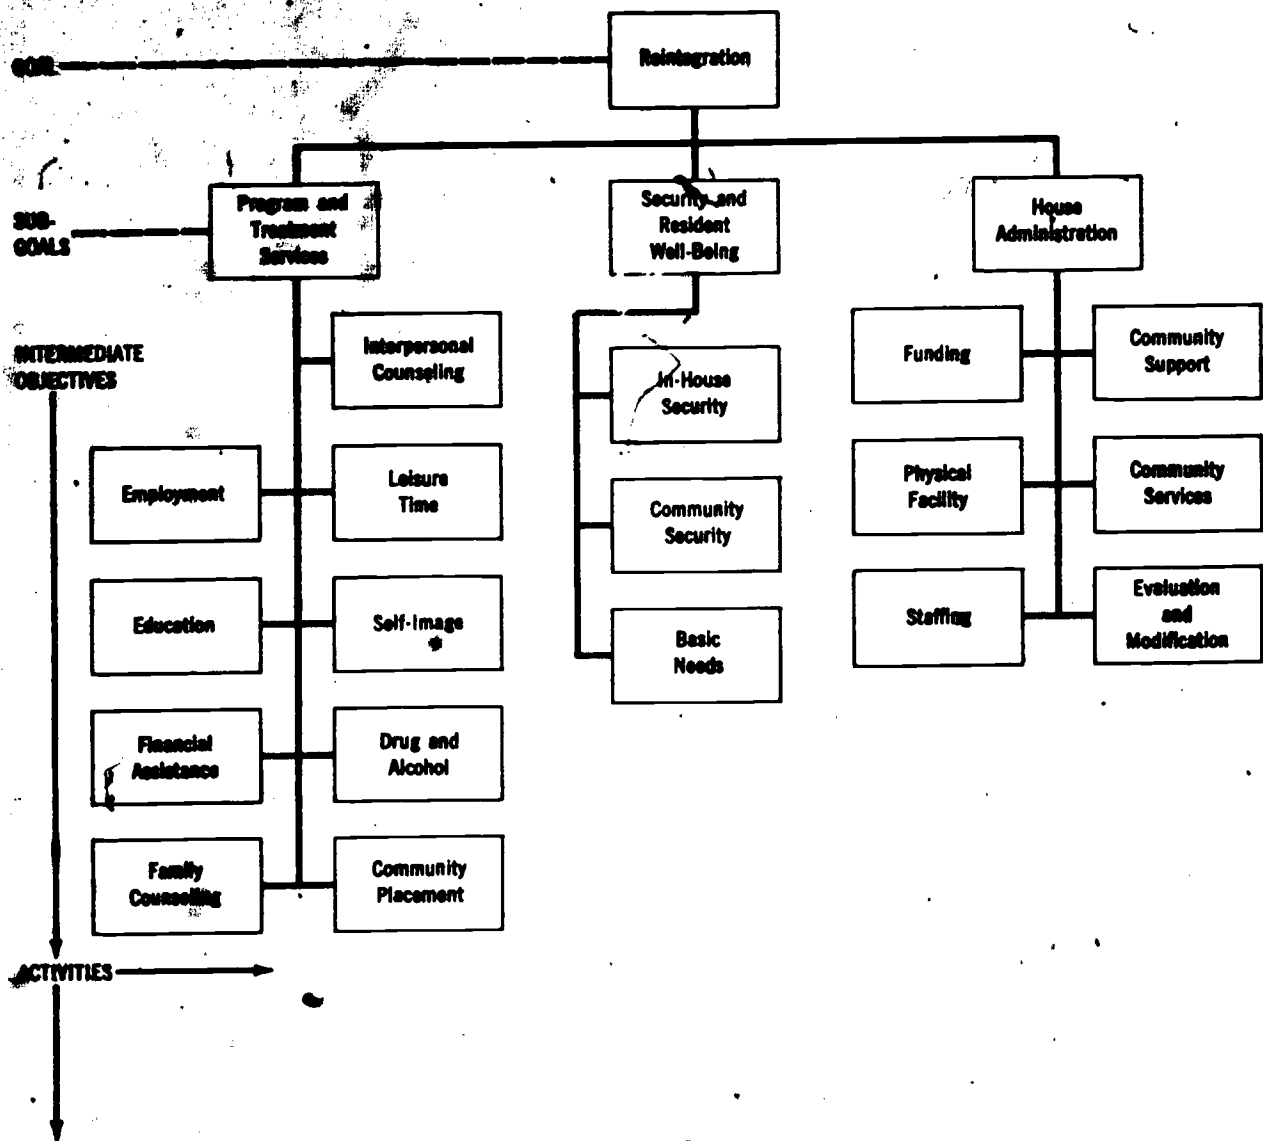 GOAL
Reintegration
SUB-
GOALS
Program and
Treatment
Services
Security and
Resident
Well-Being
House
Administration
INTERMEDIATE
OBJECTIVES
Interpersonal
Counseling
Employment
Leisure
Time
Education
Self-Image
Financial
Assistance
Drug and
Alcohol
Family
Counseling
Community
Placement
In-House
Security
Community
Security
Basic
Needs
Funding
Community
Support
Physical
Facility
Community
Services
Staffing
Evaluation
and
Modification
ACTIVITIES